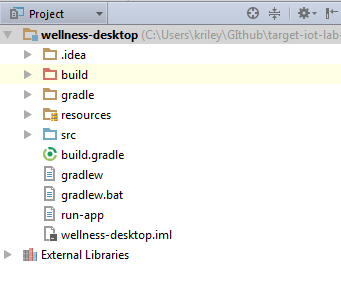 Project
wellness-desktop (C:\Users\kriley\GIthub\target-iot-lab-
.idea
build
gradle
resources
src
build.gradle
gradlew
gradlew.bat
run-app
wellness-desktop.iml
External Libraries